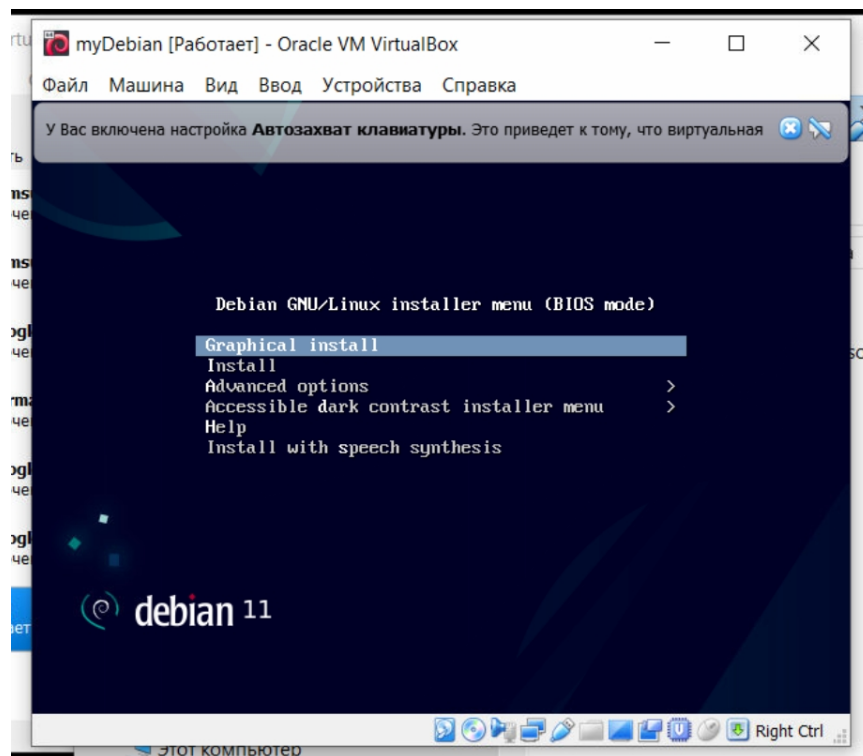 myDebian [Работает] - Oracle VM VirtualBox
Файл Машина Вид Ввод Устройства Справка
У Вас включена настройка Автозахват клавиатуры. Это приведет к тому, что виртуальная
Debian GNU/Linux installer menu (BIOS mode)
Graphical install
Install
Advanced options >
Accessible dark contrast installer menu >
Help
Install with speech synthesis
debian 11
Right Ctrl
Этот компьютер